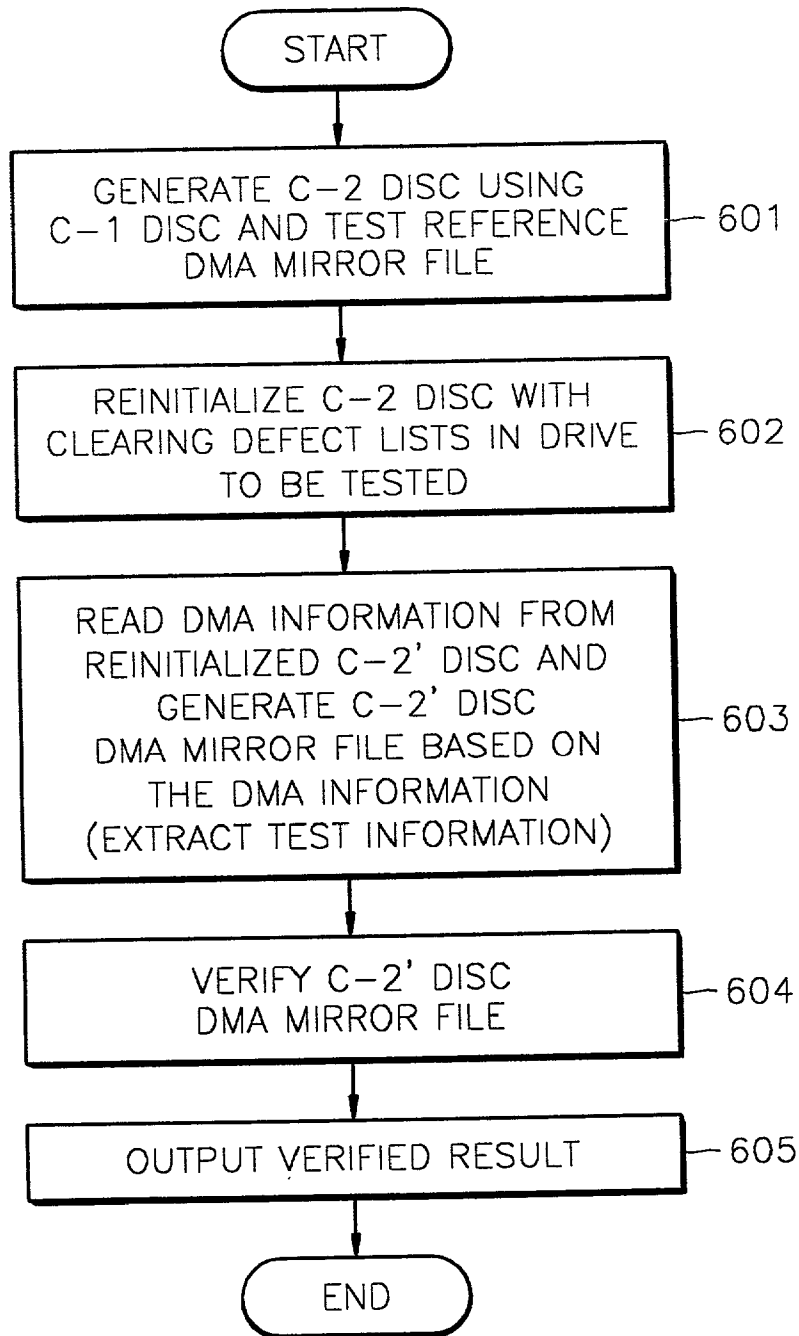 START
GENERATE C-2 DISC USING
C-1 DISC AND TEST REFERENCE
DMA MIRROR FILE
601
REINITIALIZE C-2 DISC WITH
CLEARING DEFECT LISTS IN DRIVE
TO BE TESTED
602
READ DMA INFORMATION FROM
REINITIALIZED C-2' DISC AND
GENERATE C-2' DISC
DMA MIRROR FILE BASED ON
THE DMA INFORMATION
(EXTRACT TEST INFORMATION)
603
VERIFY C-2' DISC
DMA MIRROR FILE
604
OUTPUT VERIFIED RESULT
605
END